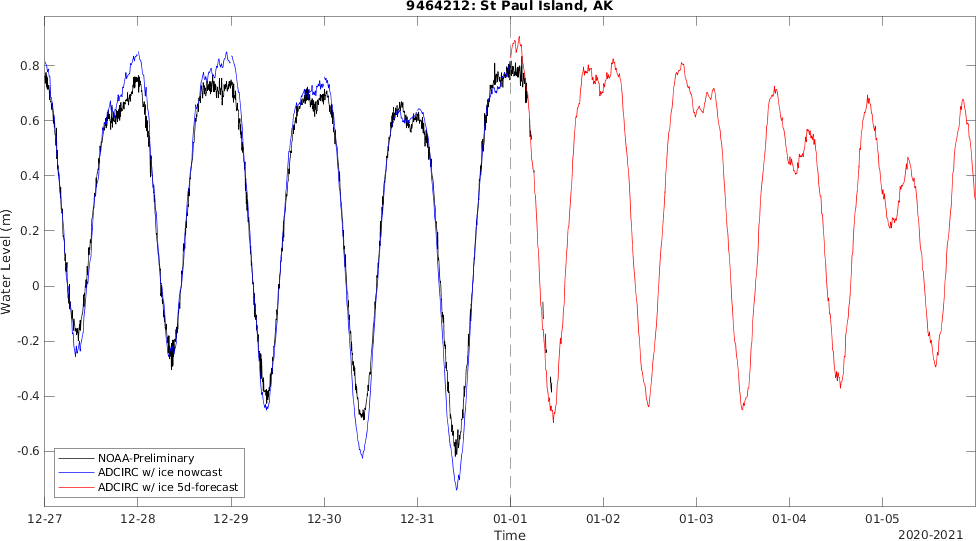 9464212: St Paul Island, AK
Water Level (m)
0.8
0.6
0.4
0.2
0
-0.2
-0.4
-0.6
NOAA-Preliminary
ADCIRC w/ ice nowcast
ADCIRC w/ ice 5d-forecast
12-27 12-28 12-29 12-30 12-31 01-01 01-02 01-03 01-04 01-05
Time
2020-2021